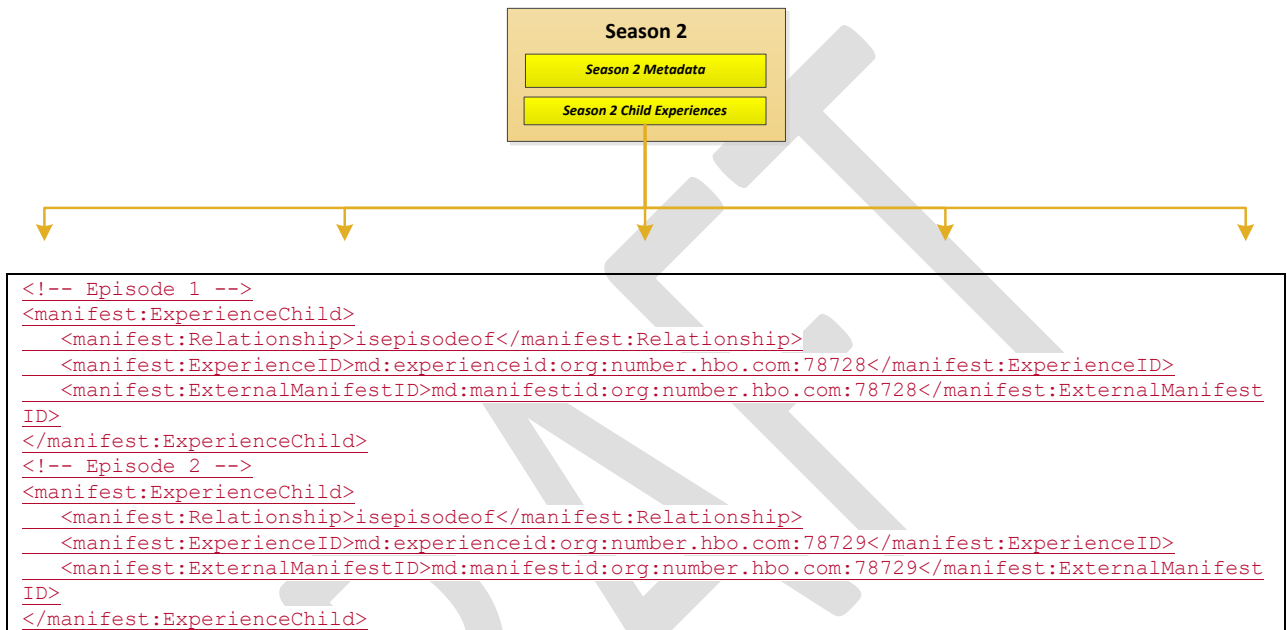 Season 2
Season 2 Metadata
Season 2 Child Experiences
<!-- Episode 1 -->
<manifest:ExperienceChild>
   <manifest:Relationship>isepisodeof</manifest:Relationship>
   <manifest:ExperienceID>md:experienceid:org:number.hbo.com:78728</manifest:ExperienceID>
   <manifest:ExternalManifestID>md:manifestid:org:number.hbo.com:78728</manifest:ExternalManifest
ID>
</manifest:ExperienceChild>
<!-- Episode 2 -->
<manifest:ExperienceChild>
   <manifest:Relationship>isepisodeof</manifest:Relationship>
   <manifest:ExperienceID>md:experienceid:org:number.hbo.com:78729</manifest:ExperienceID>
   <manifest:ExternalManifestID>md:manifestid:org:number.hbo.com:78729</manifest:ExternalManifest
ID>
</manifest:ExperienceChild>